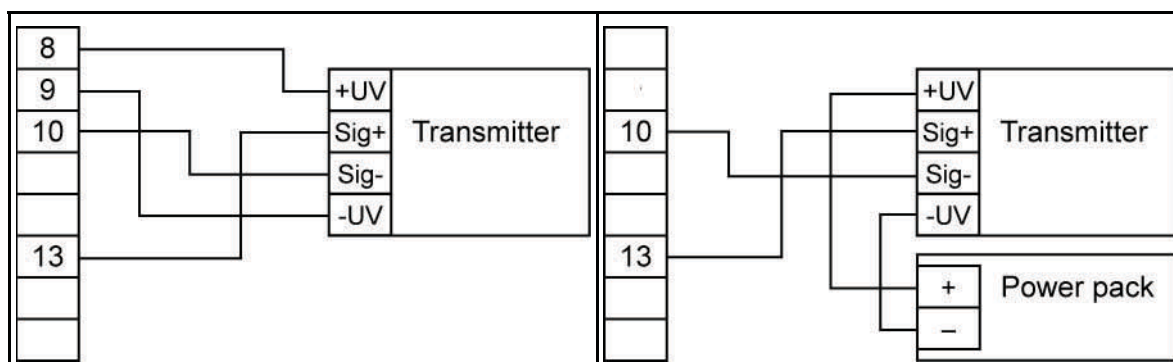 8
9
10
13
+UV
Sig+
Sig-
-UV
Transmitter
10
13
+UV
Sig+
Sig-
-UV
Transmitter
+
–
Power pack